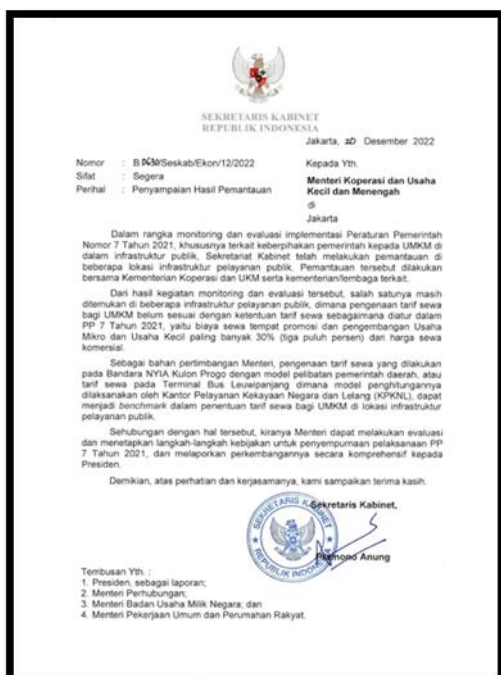 SEKRETARIS KABINET
REPUBLIK INDONESIA
Jakarta, 20 Desember 2022
Nomor : B.0630/Seskab/Ekon/12/2022
Sifat : Segera
Perihal : Penyampaian Hasil Pemantauan
Kepada Yth.
Menteri Koperasi dan Usaha
Kecil dan Menengah
di
Jakarta
Dalam rangka monitoring dan evaluasi implementasi Peraturan Pemerintah
Nomor 7 Tahun 2021, khususnya terkait keberpihakan pemerintah kepada UMKM di
dalam infrastruktur publik, Sekretariat Kabinet telah melakukan pemantauan di
beberapa lokasi infrastruktur pelayanan publik. Pemantauan tersebut dilakukan
bersama Kementerian Koperasi dan UKM serta kementerian/lembaga terkait.
Dari hasil kegiatan monitoring dan evaluasi tersebut, salah satunya masih
ditemukan di beberapa infrastruktur pelayanan publik, dimana pengenaan tarif sewa
bagi UMKM belum sesuai dengan ketentuan tarif sewa sebagaimana diatur dalam
PP 7 Tahun 2021, yaitu biaya sewa tempat promosi dan pengembangan Usaha
Mikro dan Usaha Kecil paling banyak 30% (tiga puluh persen) dari harga sewa
komersial.
Sebagai bahan pertimbangan Menteri, pengenaan tarif sewa yang dilakukan
pada Bandara NYIA Kulon Progo dengan model pelibatan pemerintah daerah, atau
tarif sewa pada Terminal Bus Leuwipanjang dimana model penghitungannya
dilaksanakan oleh Kantor Pelayanan Kekayaan Negara dan Lelang (KPKNL), dapat
menjadi benchmark dalam penentuan tarif sewa bagi UMKM di lokasi infrastruktur
pelayanan publik.
Sehubungan dengan hal tersebut, kiranya Menteri dapat melakukan evaluasi
dan menetapkan langkah-langkah kebijakan untuk penyempurnaan pelaksanaan PP
7 Tahun 2021, dan melaporkan perkembangannya secara komprehensif kepada
Presiden.
Demikian, atas perhatian dan kerjasamanya, kami sampaikan terima kasih.
Sekretaris Kabinet,
SEKRETARIS KABINET
REPUBLIK INDONESIA
Pramono Anung
Tembusan Yth. :
1. Presiden, sebagai laporan;
2. Menteri Perhubungan;
3. Menteri Badan Usaha Milik Negara; dan
4. Menteri Pekerjaan Umum dan Perumahan Rakyat.